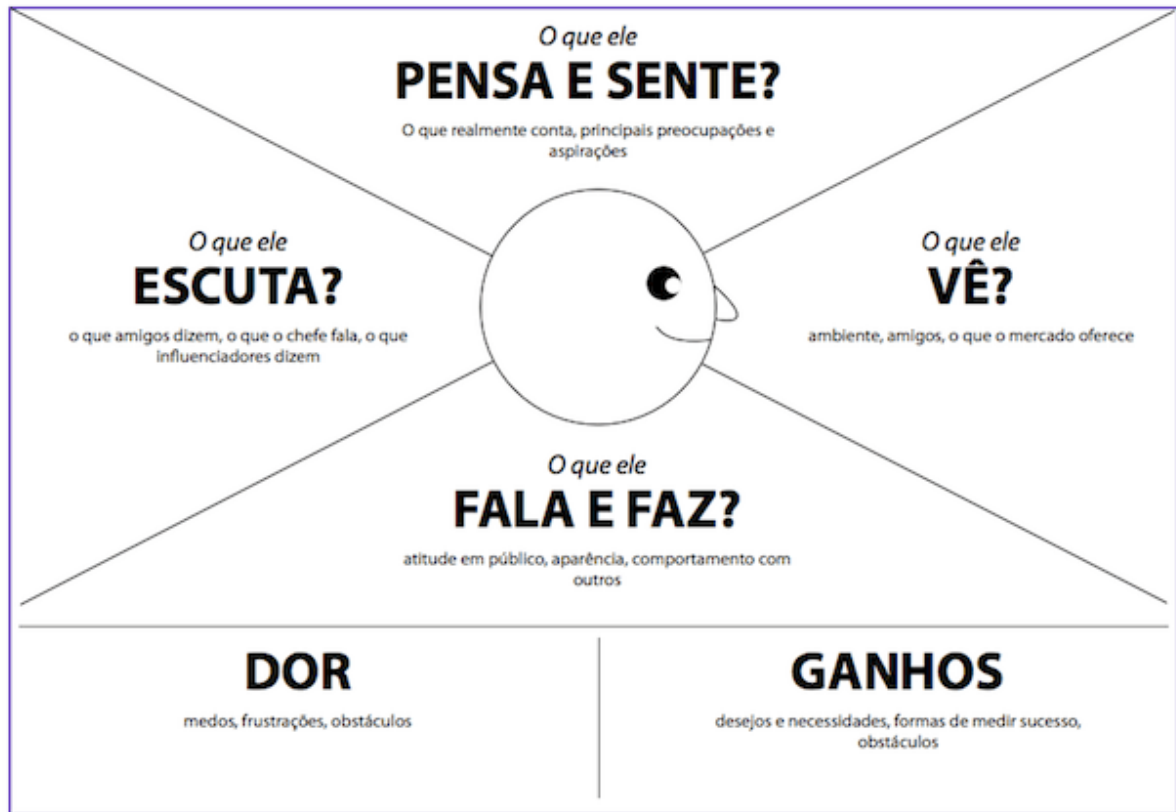 O que ele
PENSA E SENTE?
O que realmente conta, principais preocupações e
aspirações
O que ele
ESCUTA?
o que amigos dizem, o que o chefe fala, o que
influenciadores dizem
O que ele
VÊ?
ambiente, amigos, o que o mercado oferece
O que ele
FALA E FAZ?
atitude em público, aparência, comportamento com
outros
DOR
medos, frustrações, obstáculos
GANHOS
desejos e necessidades, formas de medir sucesso,
obstáculos